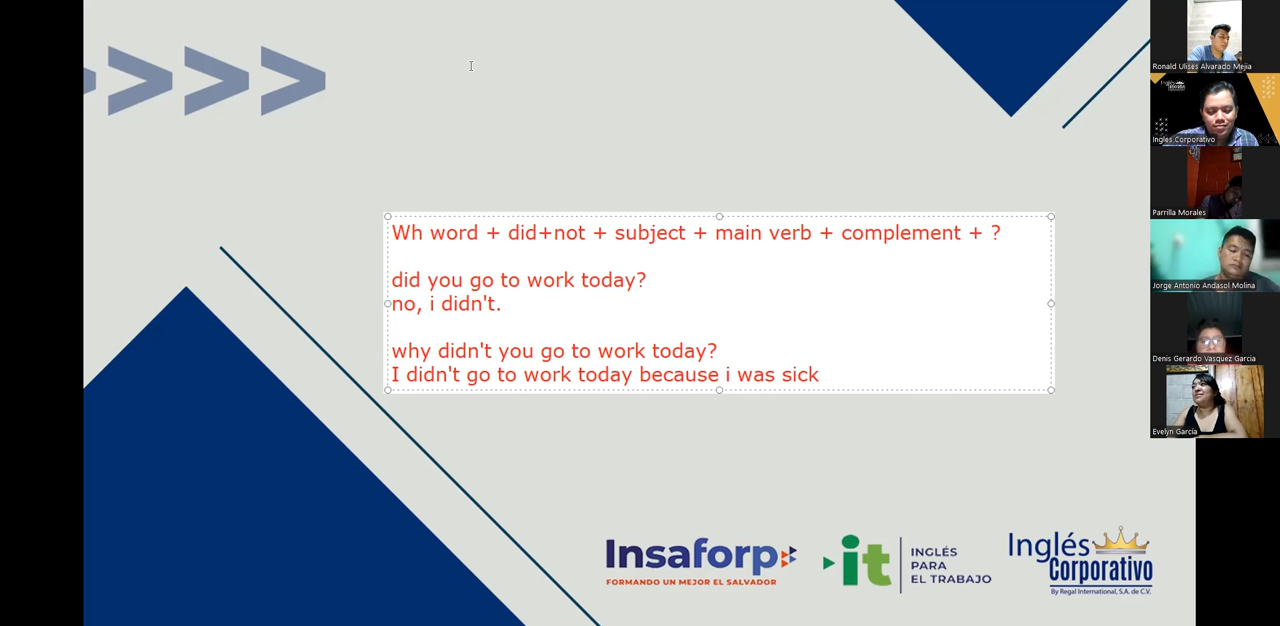 Wh word + did+not + subject + main verb + complement + ?
did you go to work today?
no, i didn't.
why didn't you go to work today?
I didn't go to work today because i was sick
Insaforp
FORMANDO UN MEJOR EL SALVADOR
it
INGLÉS
PARA
EL TRABAJO
Inglés
Corporativo
By Regal International, S.A. de C.V.
Ronald Ulises Alvarado Mejia
Inglés Corporativo
Parrilla Morales
Jorge Antonio Andasol Molina
Denis Gerardo Vasquez Garcia
Evelyn García